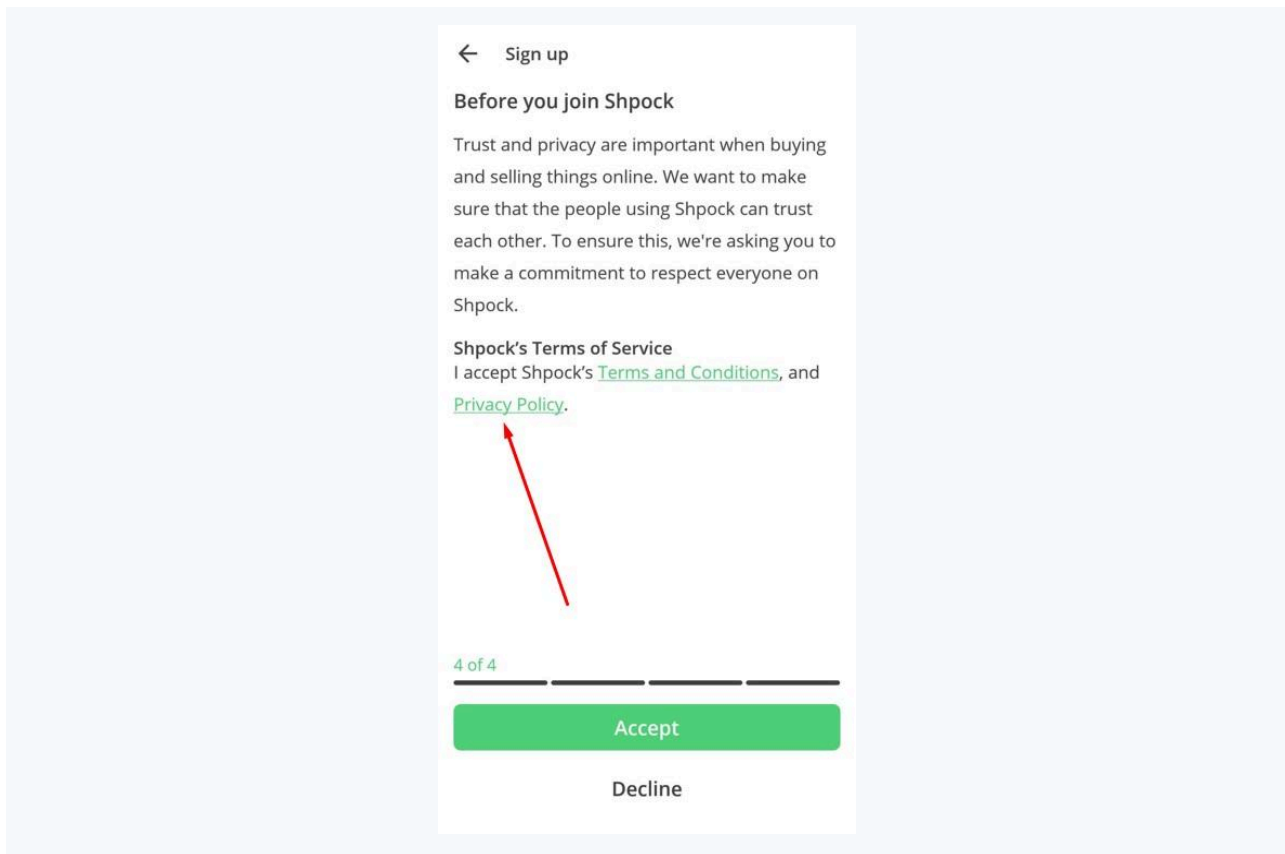 Sign up
Before you join Shpock
Trust and privacy are important when buying
and selling things online. We want to make
sure that the people using Shpock can trust
each other. To ensure this, we're asking you to
make a commitment to respect everyone on
Shpock.
Shpock’s Terms of Service
I accept Shpock’s Terms and Conditions, and
Privacy Policy.
4 of 4
Accept
Decline